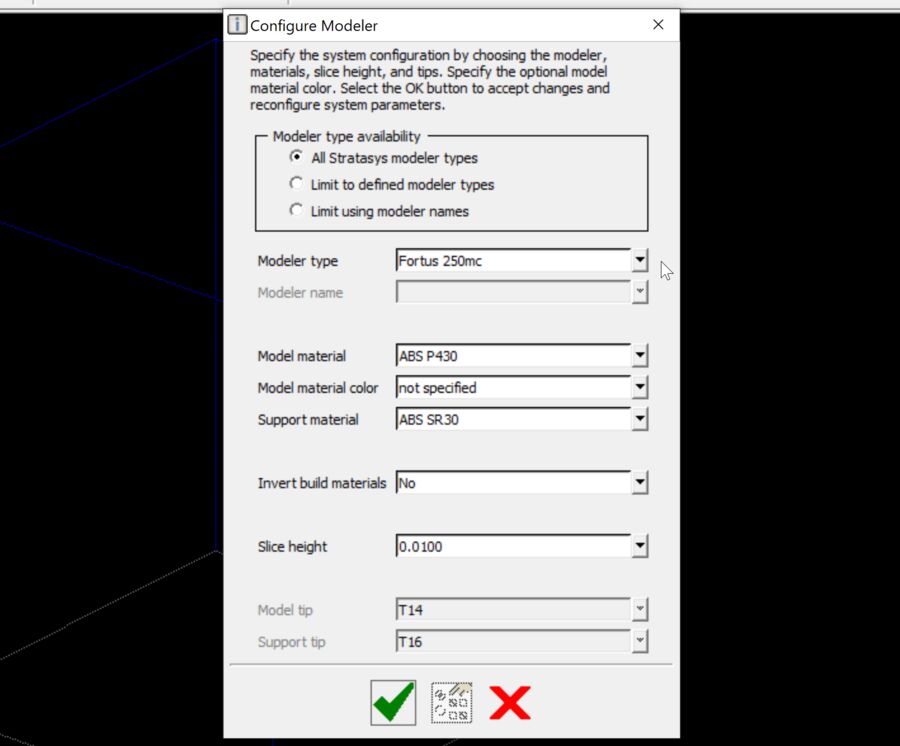 Configure Modeler
Specify the system configuration by choosing the modeler,
materials, slice height, and tips. Specify the optional model
material color. Select the OK button to accept changes and
reconfigure system parameters.
Modeler type availability
All Stratasys modeler types
Limit to defined modeler types
Limit using modeler names
Modeler type Fortus 250mc
Modeler name
Model material ABS P430
Model material color not specified
Support material ABS SR30
Invert build materials No
Slice height 0.0100
Model tip T14
Support tip T16